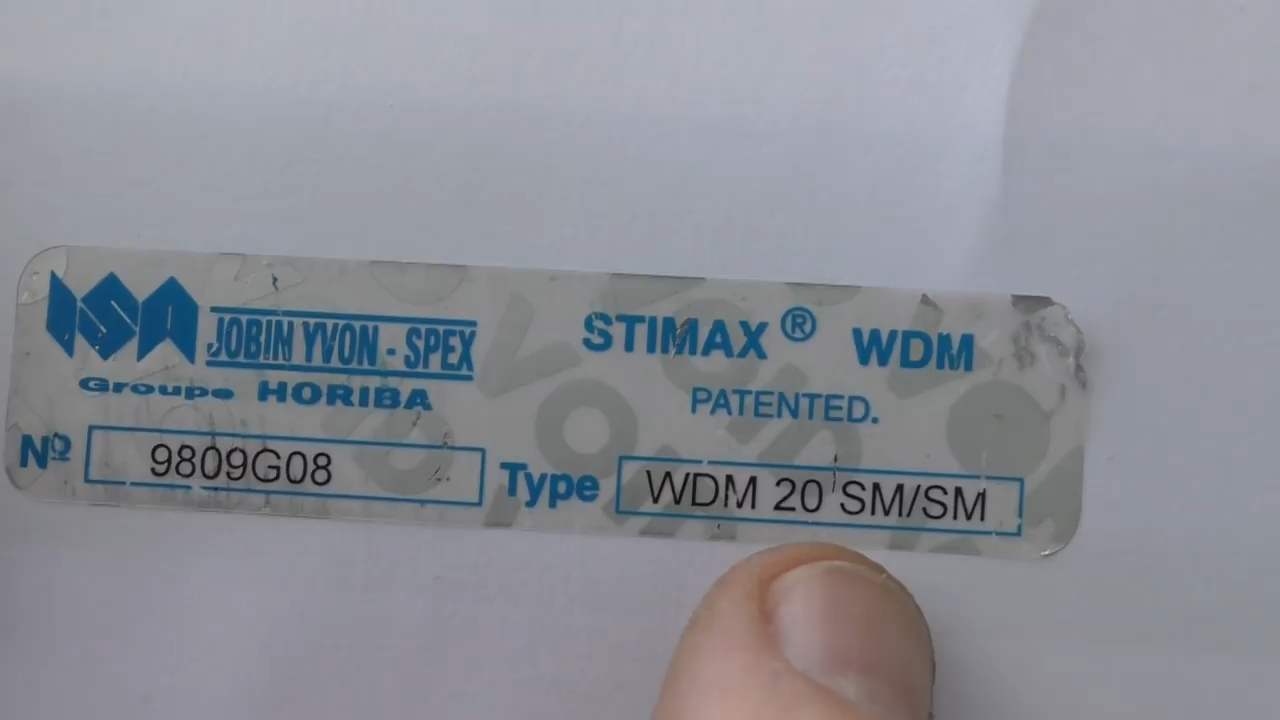 ISA JOBIN YVON - SPEX
Groupe HORIBA
STIMAX® WDM
PATENTED.
Nº 9809G08
Type WDM 20 SM/SM